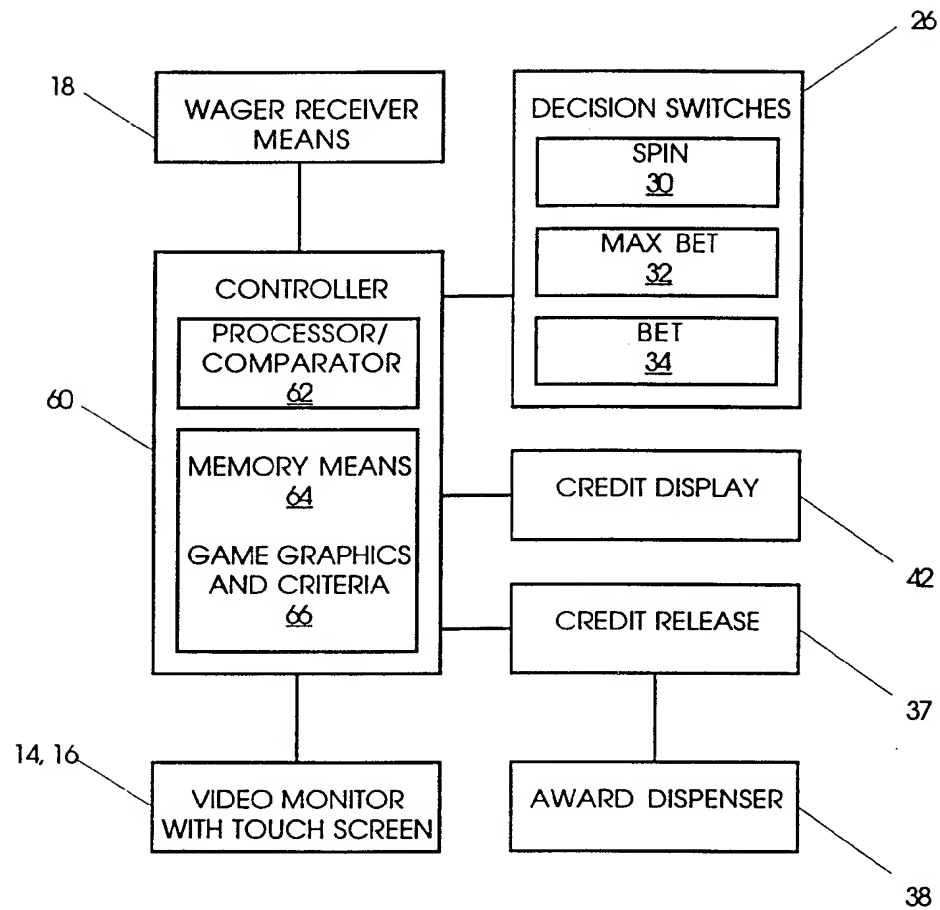 26
18
WAGER RECEIVER
MEANS
DECISION SWITCHES
SPIN
30
MAX BET
32
BET
34
CONTROLLER
PROCESSOR/
COMPARATOR
62
60
MEMORY MEANS
64
GAME GRAPHICS
AND CRITERIA
66
CREDIT DISPLAY
42
CREDIT RELEASE
37
14, 16
VIDEO MONITOR
WITH TOUCH SCREEN
AWARD DISPENSER
38